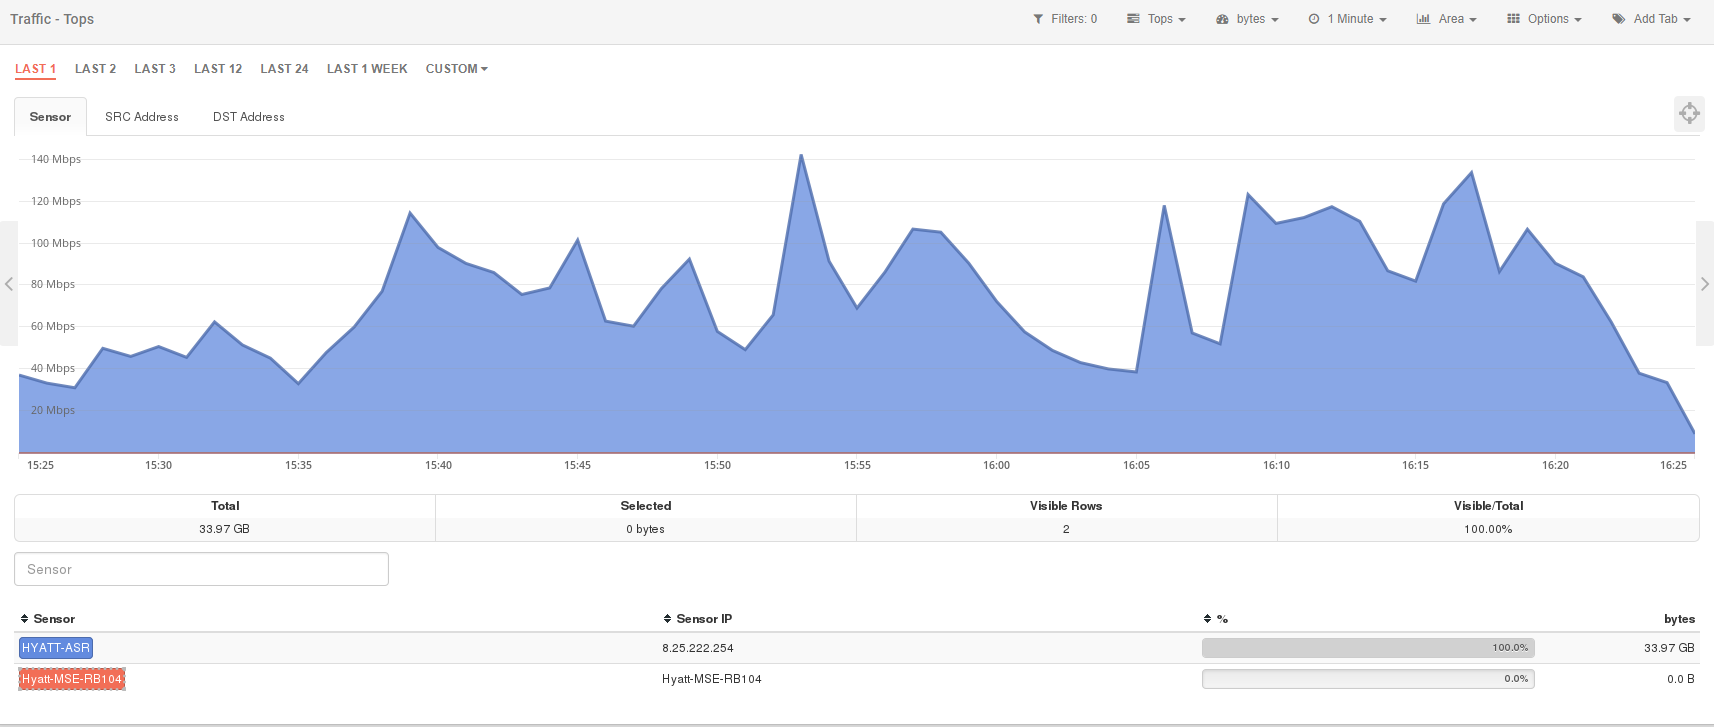 Traffic - Tops
Filters: 0
Tops
bytes
1 Minute
Area
Options
Add Tab
LAST 1
LAST 2
LAST 3
LAST 12
LAST 24
LAST 1 WEEK
CUSTOM
Sensor
SRC Address
DST Address
140 Mbps
120 Mbps
100 Mbps
80 Mbps
60 Mbps
40 Mbps
20 Mbps
15:25
15:30
15:35
15:40
15:45
15:50
15:55
16:00
16:05
16:10
16:15
16:20
16:25
Total
Selected
Visible Rows
Visible/Total
33.97 GB
0 bytes
2
100.00%
Sensor
Sensor
Sensor IP
%
bytes
HYATT-ASR
8.25.222.254
100.0%
33.97 GB
Hyatt-MSE-RB104
Hyatt-MSE-RB104
0.0%
0.0 B